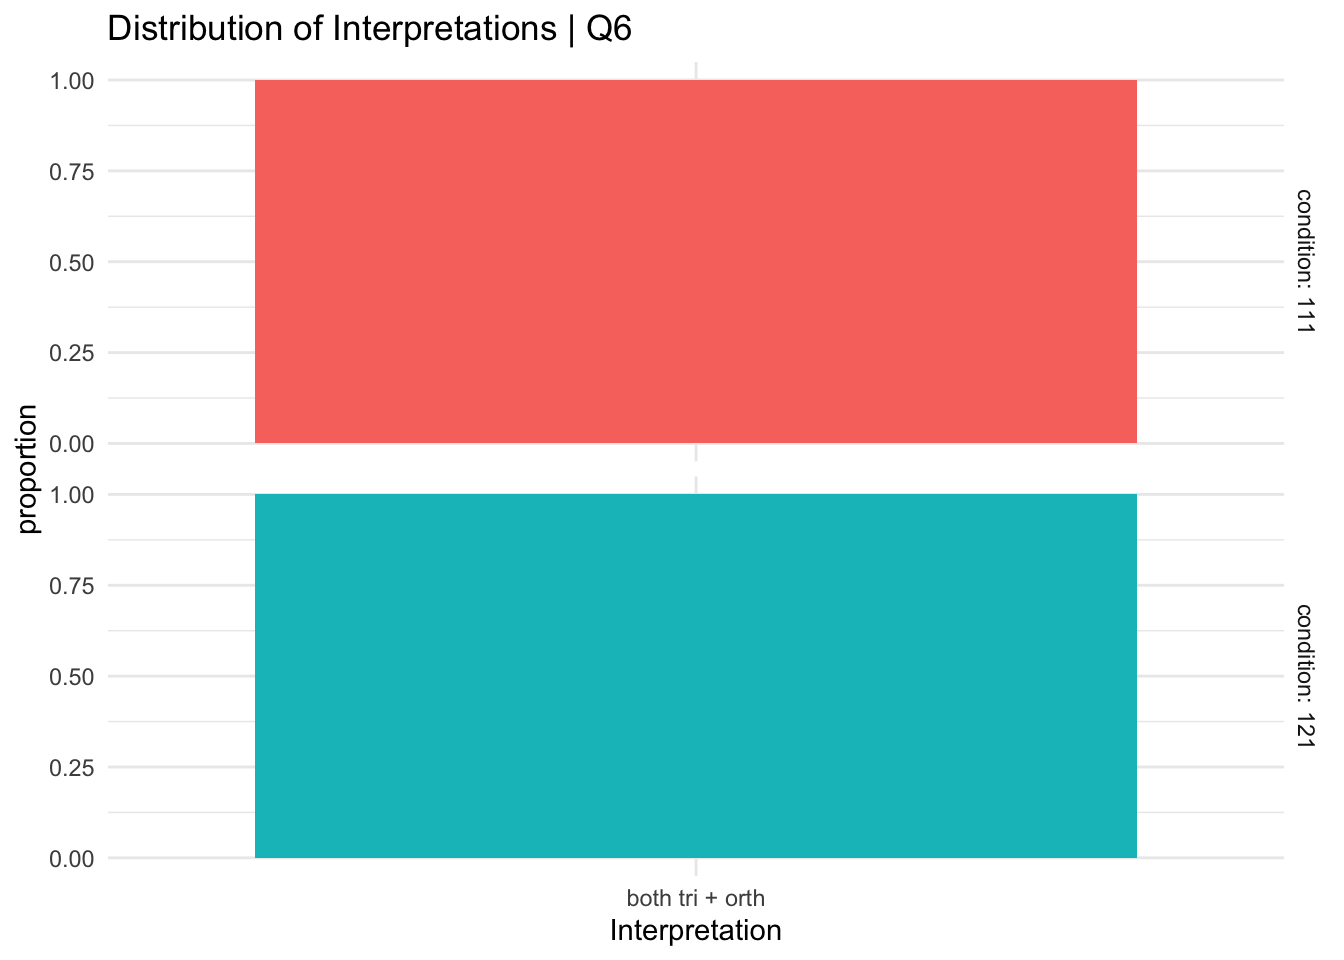 Distribution of Interpretations | Q6
proportion
1.00
0.75
0.50
0.25
0.00
condition: 111
1.00
0.75
0.50
0.25
0.00
condition: 121
both tri + orth
Interpretation